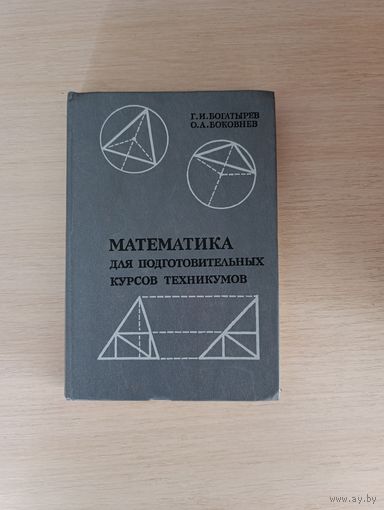 Г.И.БОГАТЫРЕВ
О.А.БОКОВНЕВ
МАТЕМАТИКА
ДЛЯ ПОДГОТОВИТЕЛЬНЫХ
КУРСОВ ТЕХНИКУМОВ
www.ay.by